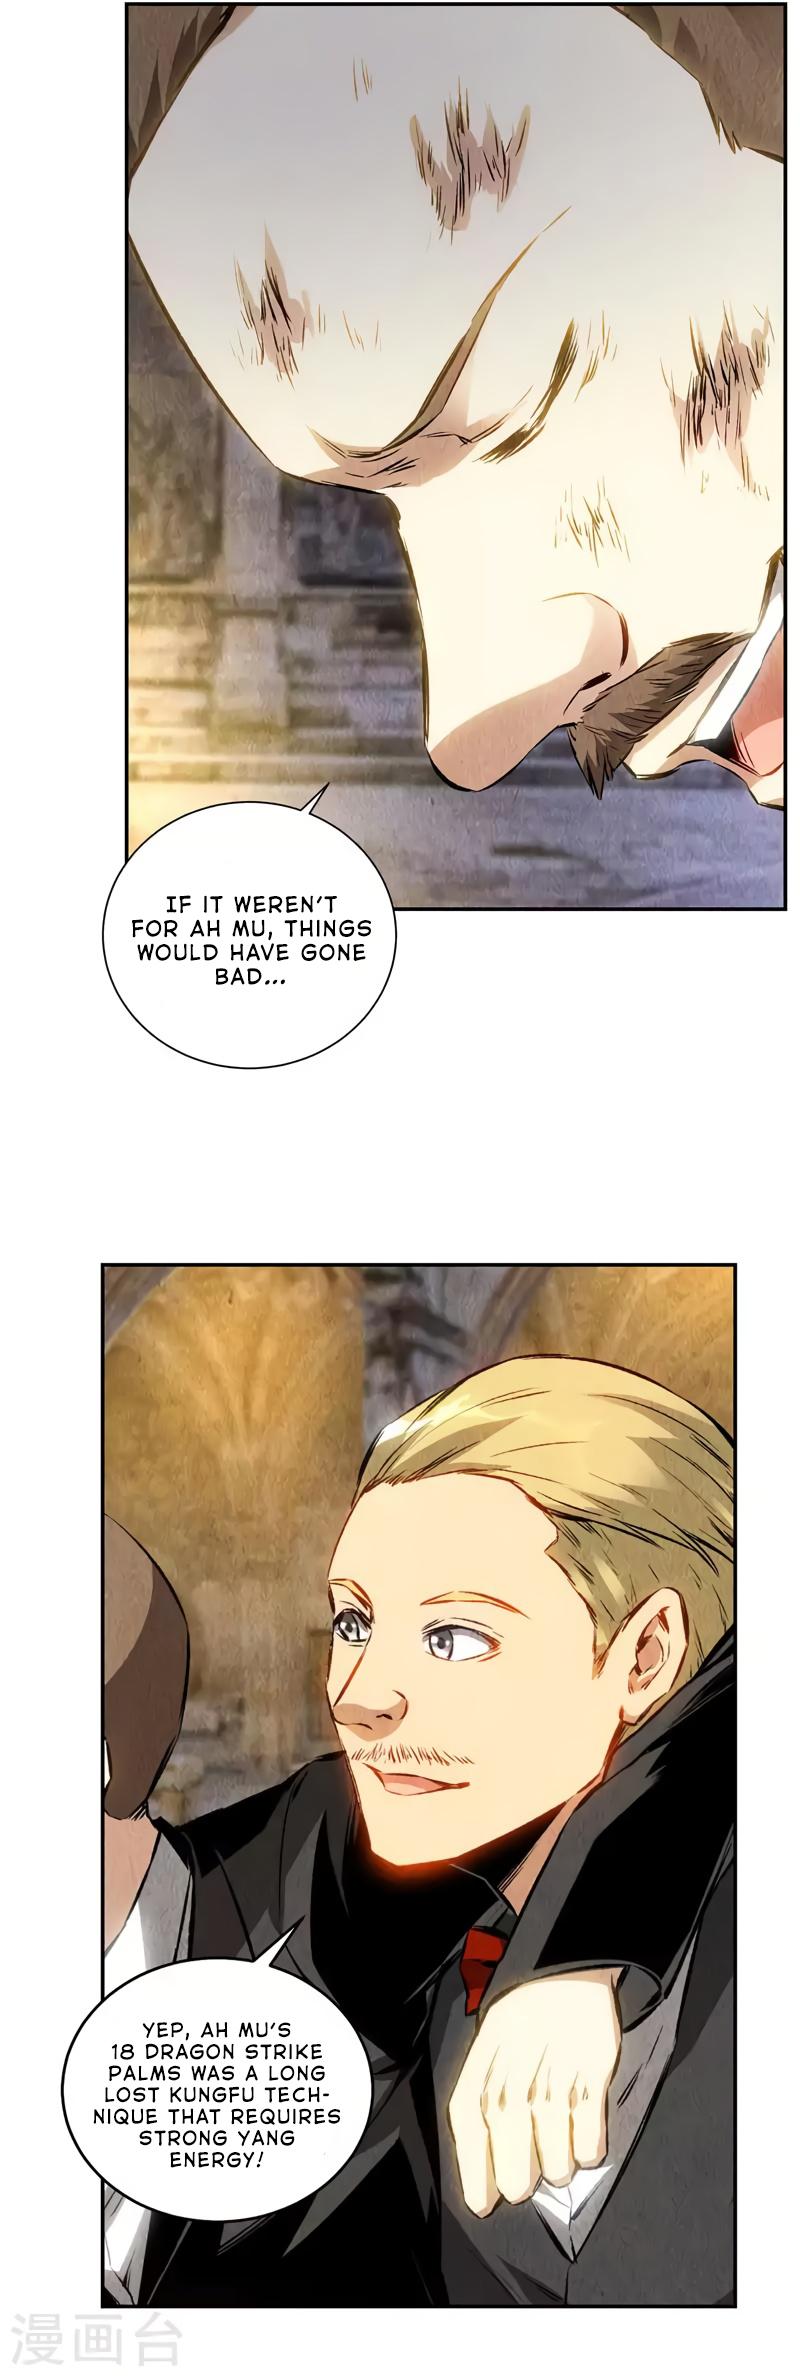 IF IT WEREN'T
FOR AH MU, THINGS
WOULD HAVE GONE
BAD...
YEP, AH MU'S
18 DRAGON STRIKE
PALMS WAS A LONG
LOST KUNGFU TECH-
NIQUE THAT REQUIRES
STRONG YANG
ENERGY!
漫画台